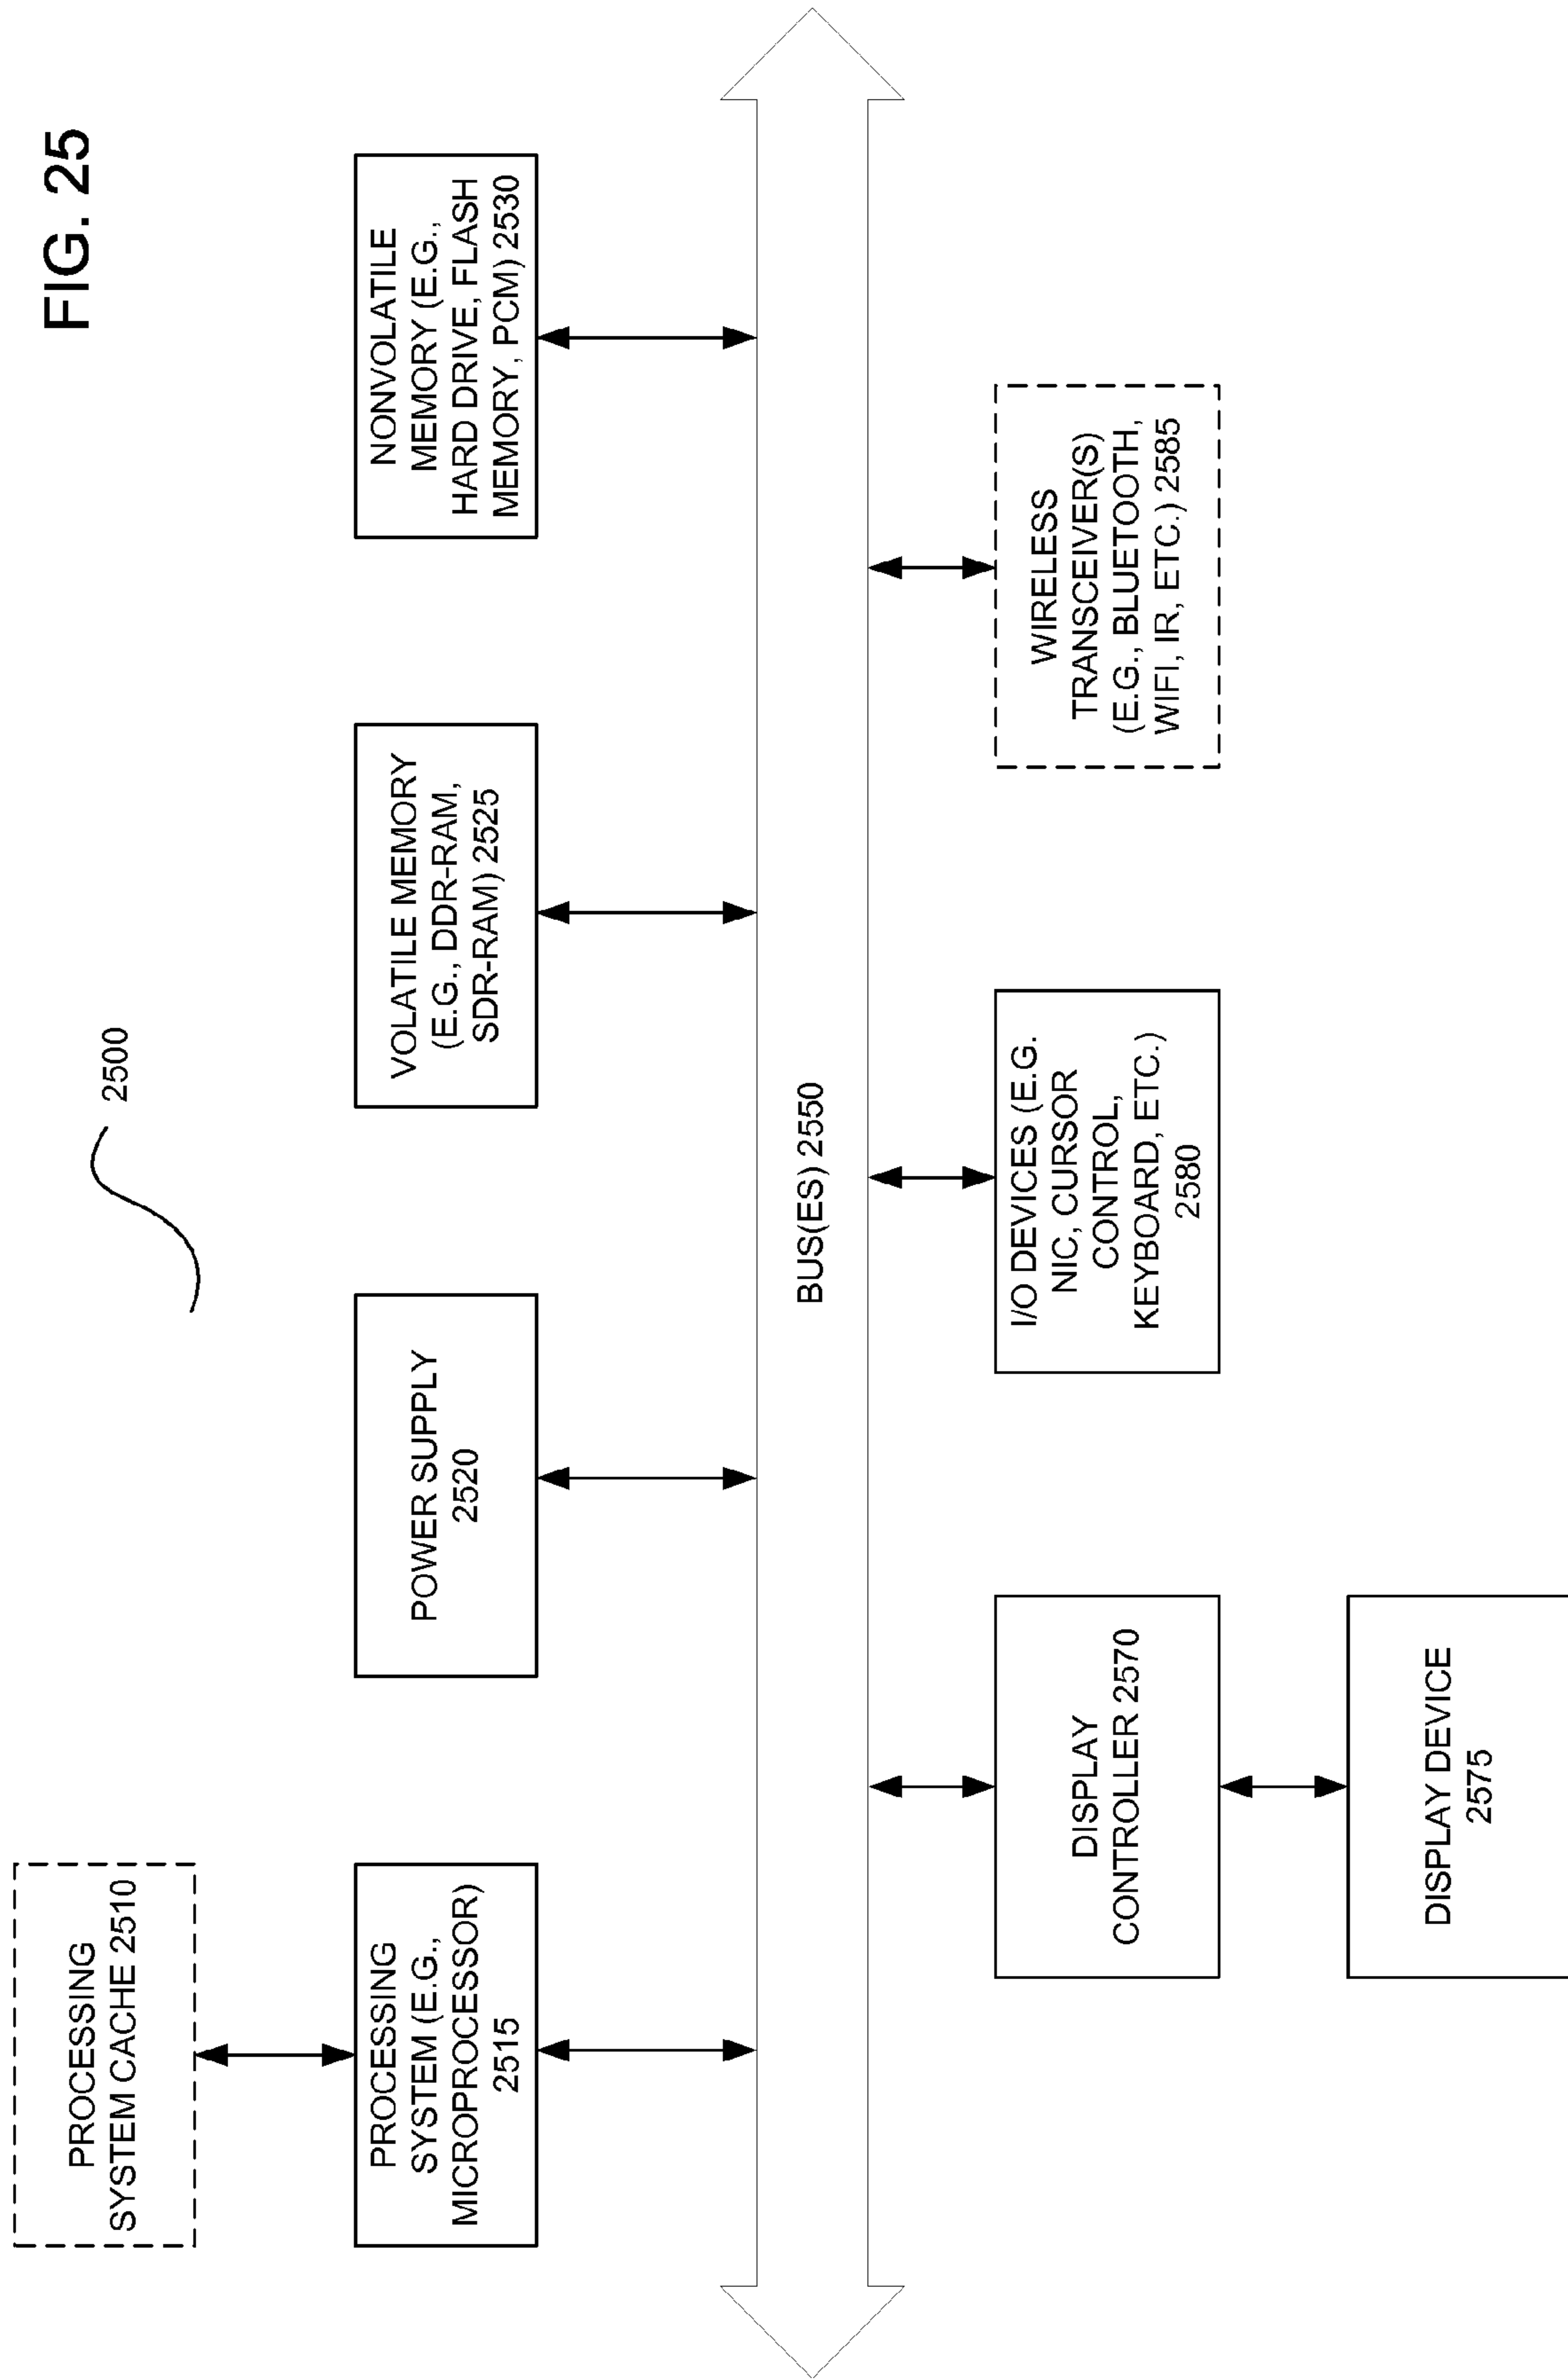 FIG. 25
2500
PROCESSING
SYSTEM CACHE 2510
PROCESSING
SYSTEM (E.G.,
MICROPROCESSOR)
2515
POWER SUPPLY
2520
VOLATILE MEMORY
(E.G., DDR-RAM,
SDR-RAM) 2525
NONVOLATILE
MEMORY (E.G.,
HARD DRIVE, FLASH
MEMORY, PCM) 2530
BUS(ES) 2550
DISPLAY
CONTROLLER 2570
I/O DEVICES (E.G.
NIC, CURSOR
CONTROL,
KEYBOARD, ETC.)
2580
WIRELESS
TRANSCEIVER(S)
(E.G., BLUETOOTH,
WIFI, IR, ETC.) 2585
DISPLAY DEVICE
2575